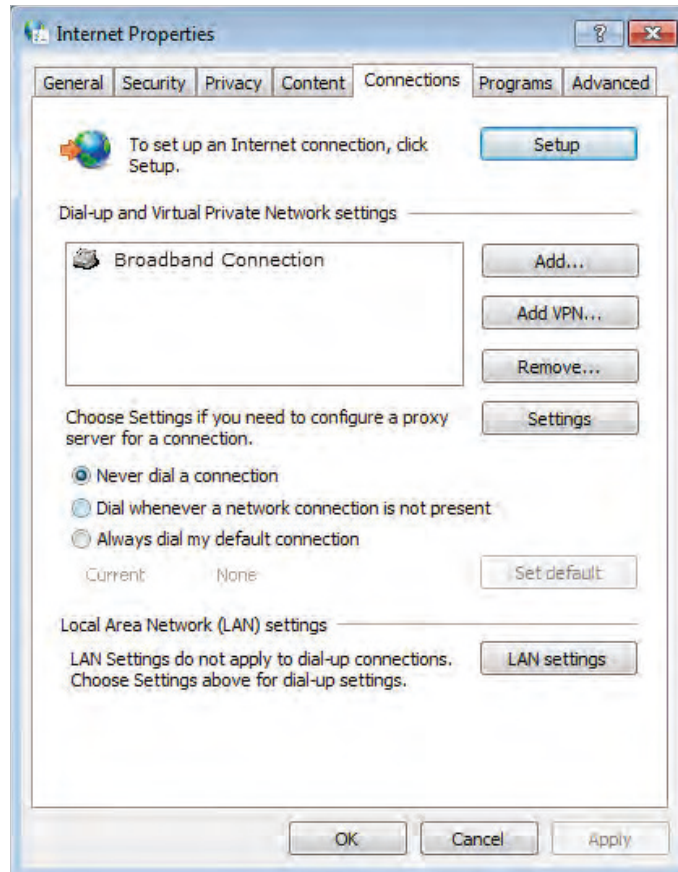 Internet Properties
General Security Privacy Content Connections Programs Advanced
To set up an Internet connection, click
Setup.
Setup
Dial-up and Virtual Private Network settings
Broadband Connection
Add...
Add VPN...
Remove...
Choose Settings if you need to configure a proxy
server for a connection.
Settings
Never dial a connection
Dial whenever a network connection is not present
Always dial my default connection
Current None
Set default
Local Area Network (LAN) settings
LAN Settings do not apply to dial-up connections.
Choose Settings above for dial-up settings.
LAN settings
OK Cancel Apply